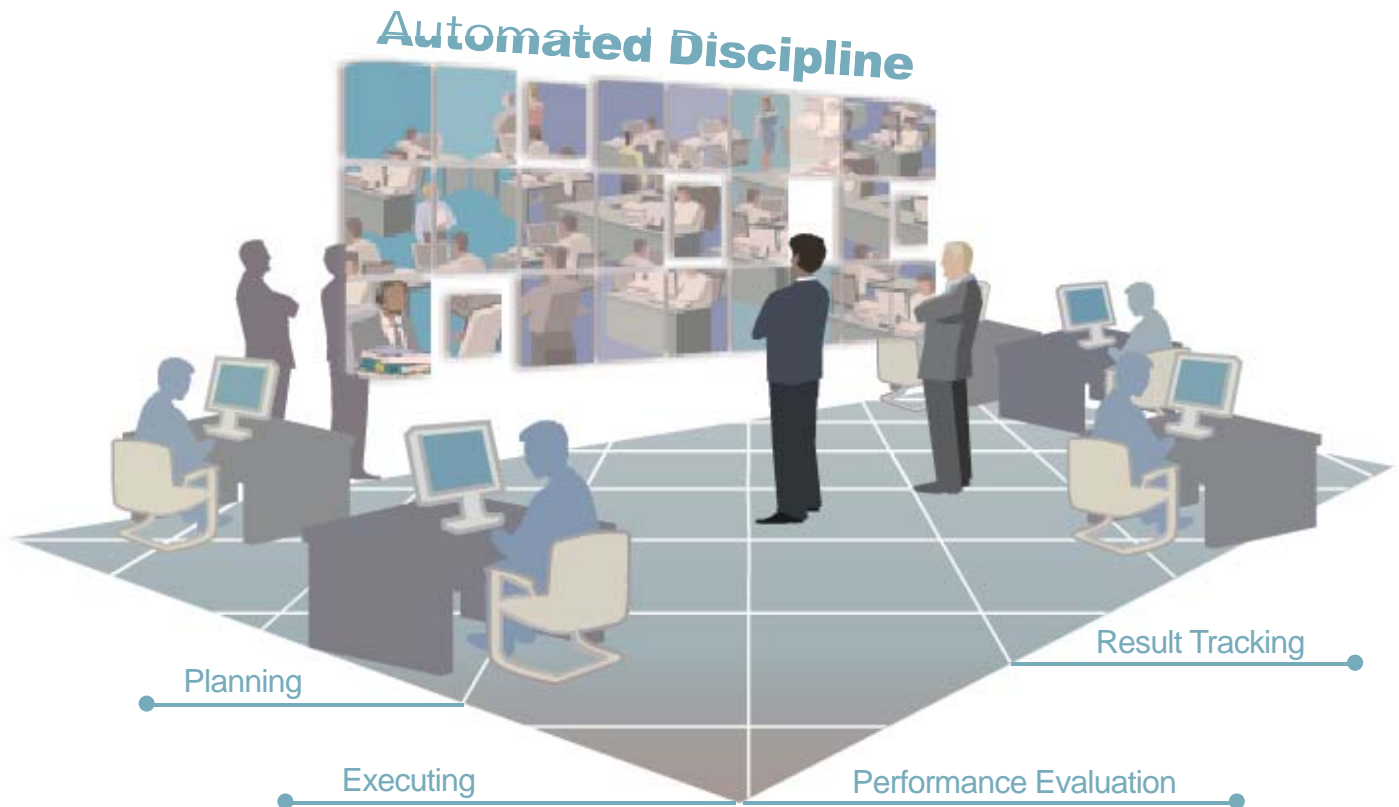 Automated Discipline
Planning
Result Tracking
Executing
Performance Evaluation